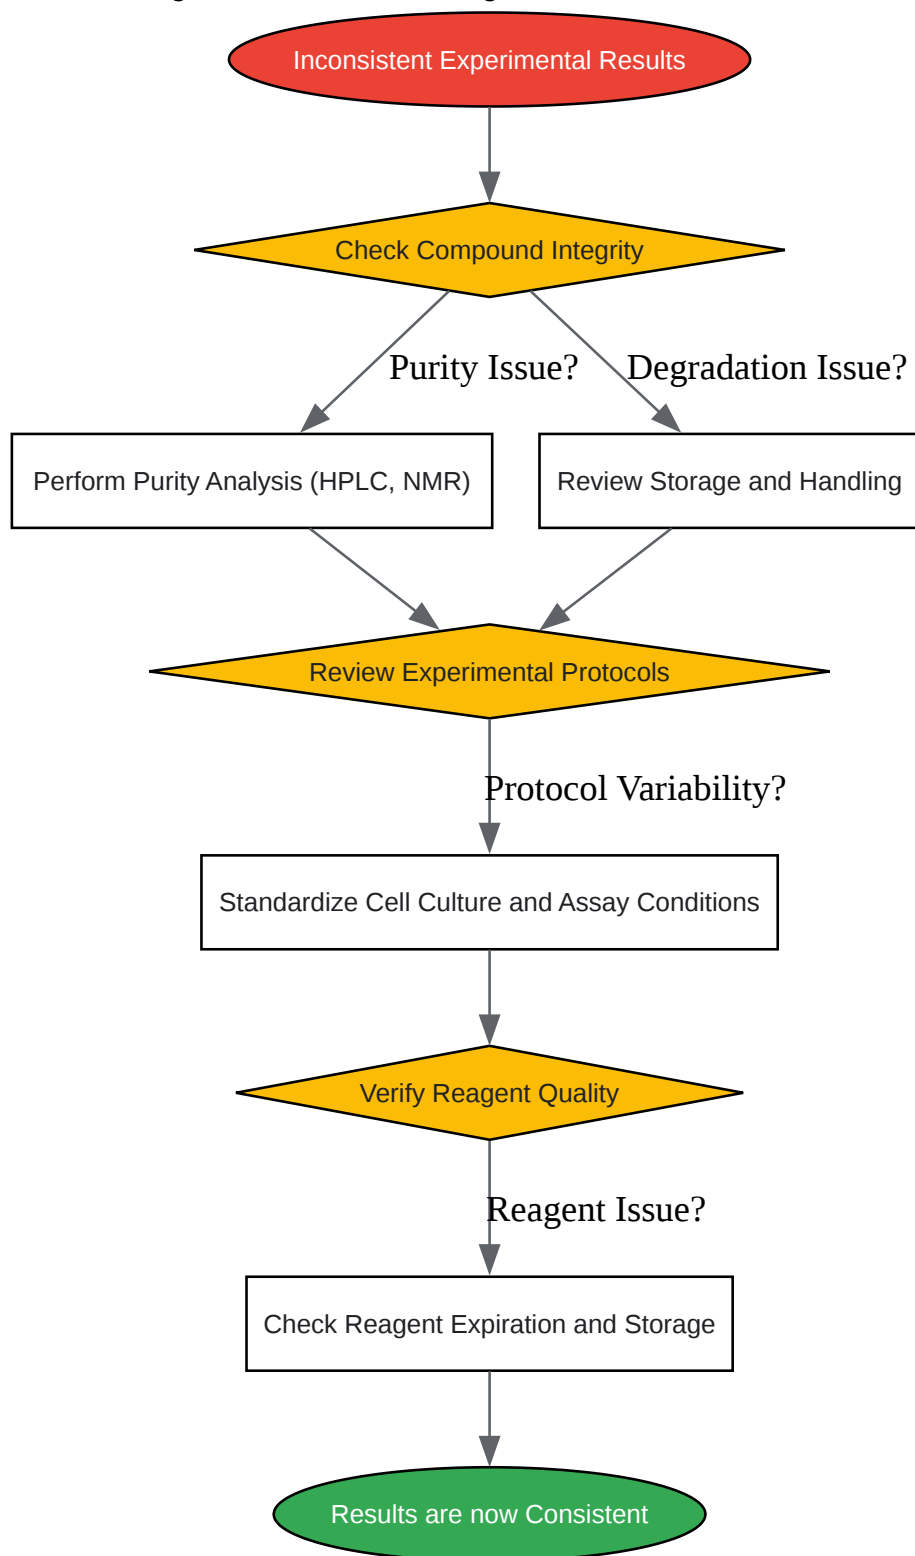 Inconsistent Experimental Results
Check Compound Integrity
Purity Issue?
Degradation Issue?
Perform Purity Analysis (HPLC, NMR)
Review Storage and Handling
Review Experimental Protocols
Protocol Variability?
Standardize Cell Culture and Assay Conditions
Verify Reagent Quality
Reagent Issue?
Check Reagent Expiration and Storage
Results are now Consistent